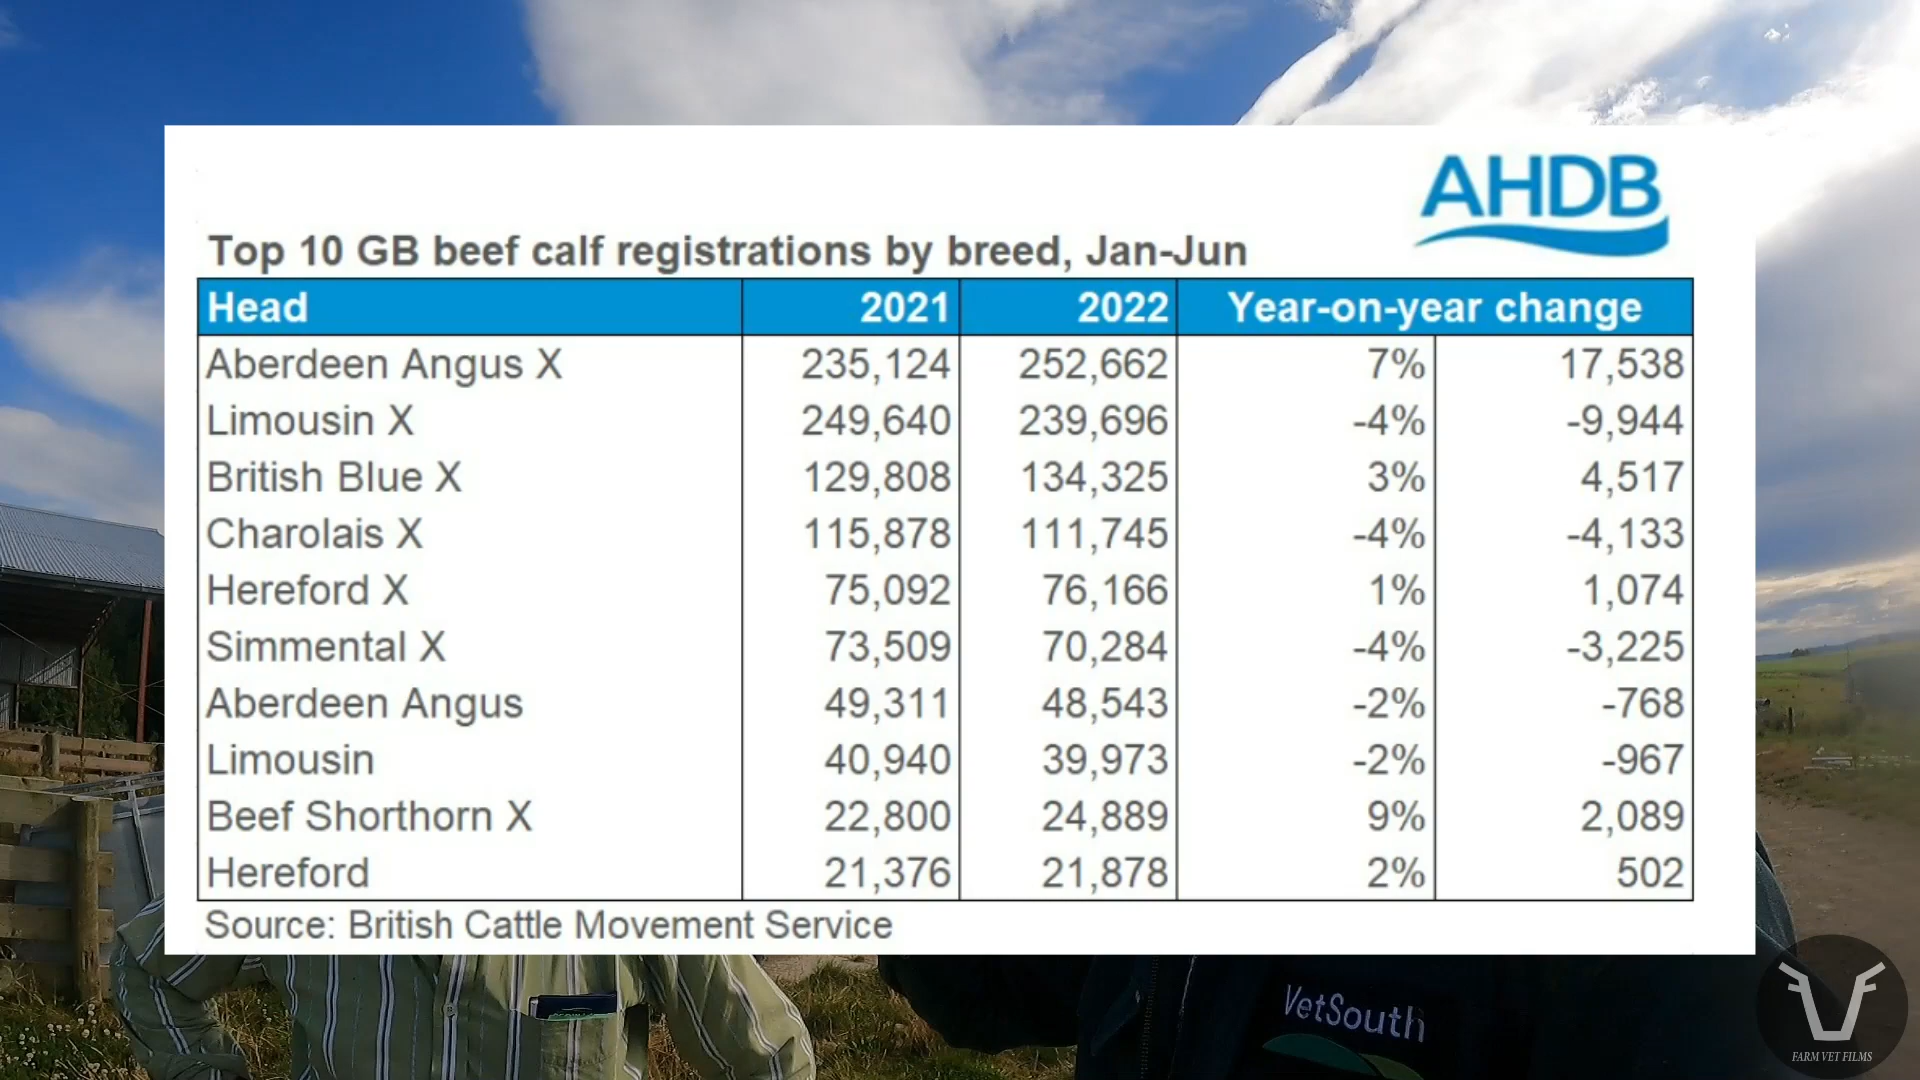 AHDB
Top 10 GB beef calf registrations by breed, Jan-Jun
Head 2021 2022 Year-on-year change
Aberdeen Angus X 235,124 252,662 7% 17,538
Limousin X 249,640 239,696 -4% -9,944
British Blue X 129,808 134,325 3% 4,517
Charolais X 115,878 111,745 -4% -4,133
Hereford X 75,092 76,166 1% 1,074
Simmental X 73,509 70,284 -4% -3,225
Aberdeen Angus 49,311 48,543 -2% -768
Limousin 40,940 39,973 -2% -967
Beef Shorthorn X 22,800 24,889 9% 2,089
Hereford 21,376 21,878 2% 502
Source: British Cattle Movement Service
VetSouth
FARM VET FILMS